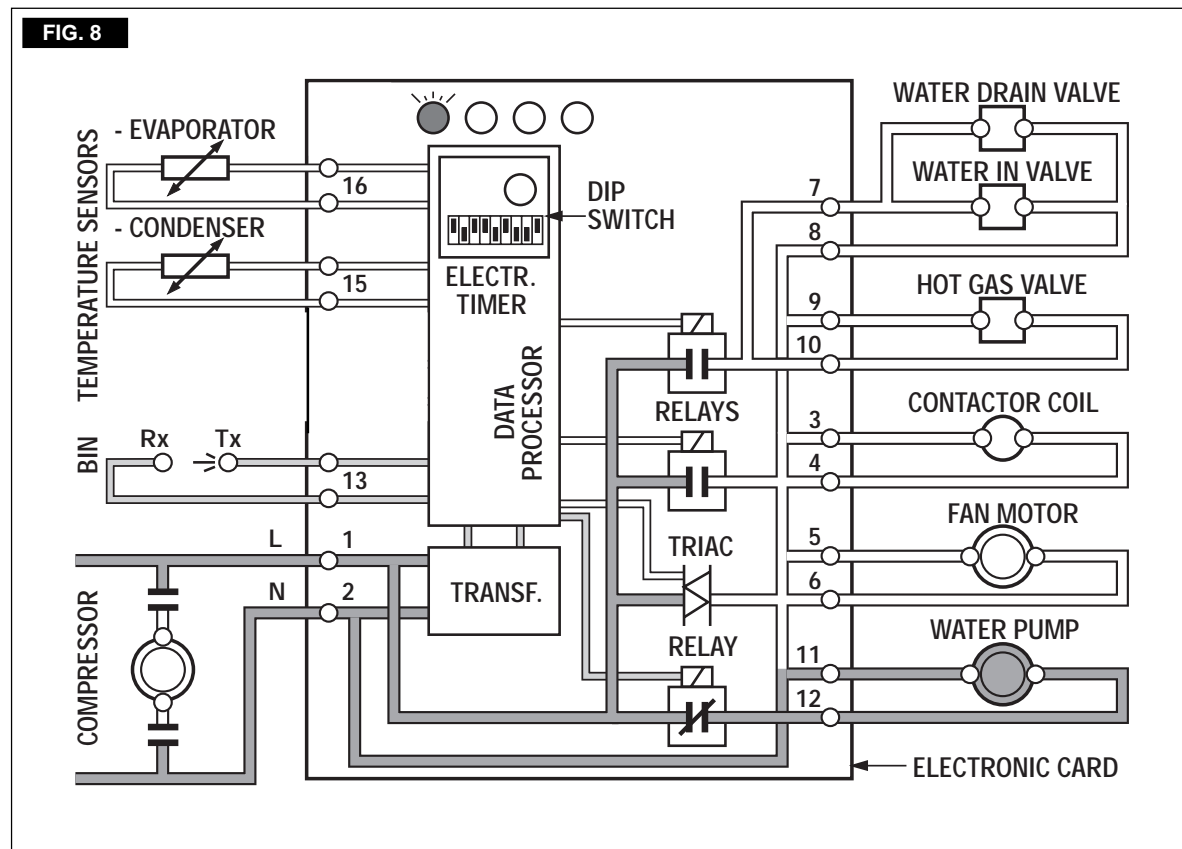 FIG. 8
TEMPERATURE SENSORS
- EVAPORATOR
16
- CONDENSER
15
BIN
Rx
Tx
13
L
1
N
2
COMPRESSOR
DIP
SWITCH
ELECTR.
TIMER
DATA
PROCESSOR
TRANSF.
RELAYS
TRIAC
RELAY
WATER DRAIN VALVE
WATER IN VALVE
7
8
HOT GAS VALVE
9
10
CONTACTOR COIL
3
4
FAN MOTOR
5
6
WATER PUMP
11
12
ELECTRONIC CARD